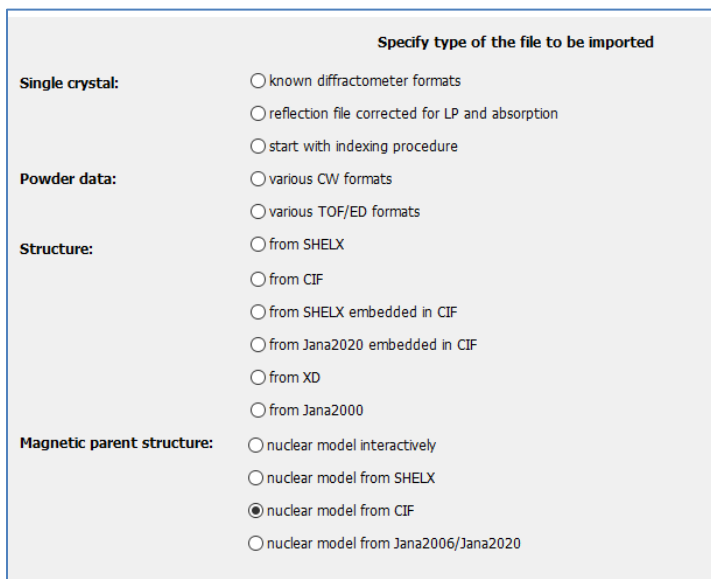 Specify type of the file to be imported
Single crystal: known diffractometer formats
reflection file corrected for LP and absorption
start with indexing procedure
Powder data: various CW formats
various TOF/ED formats
Structure: from SHELX
from CIF
from SHELX embedded in CIF
from Jana2020 embedded in CIF
from XD
from Jana2000
Magnetic parent structure: nuclear model interactively
nuclear model from SHELX
nuclear model from CIF
nuclear model from Jana2006/Jana2020